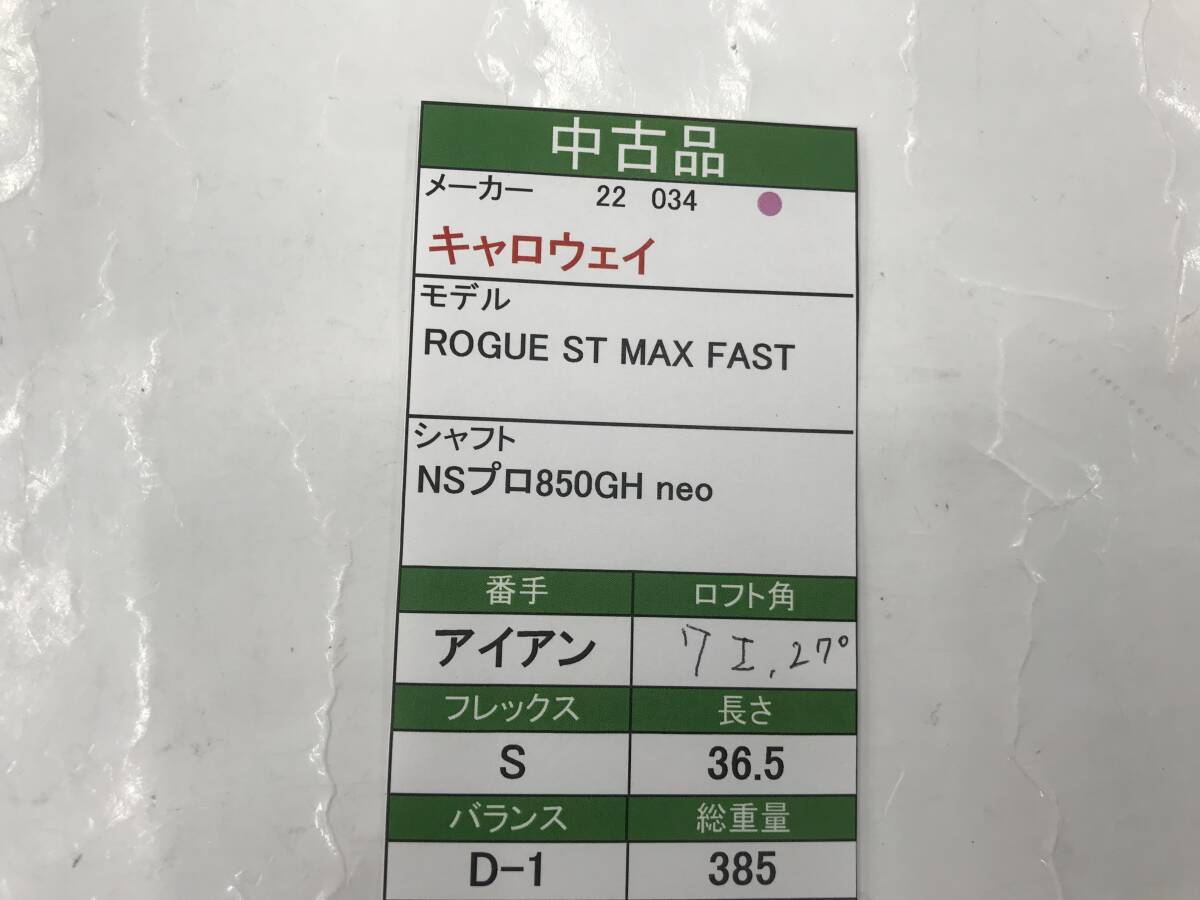 中古品
メーカー 22 034
キャロウェイ
モデル
ROGUE ST MAX FAST
シャフト
NSプロ850GH neo
番手 ロフト角
アイアン 7I.27°
フレックス 長さ
S 36.5
バランス 総重量
D-1 385